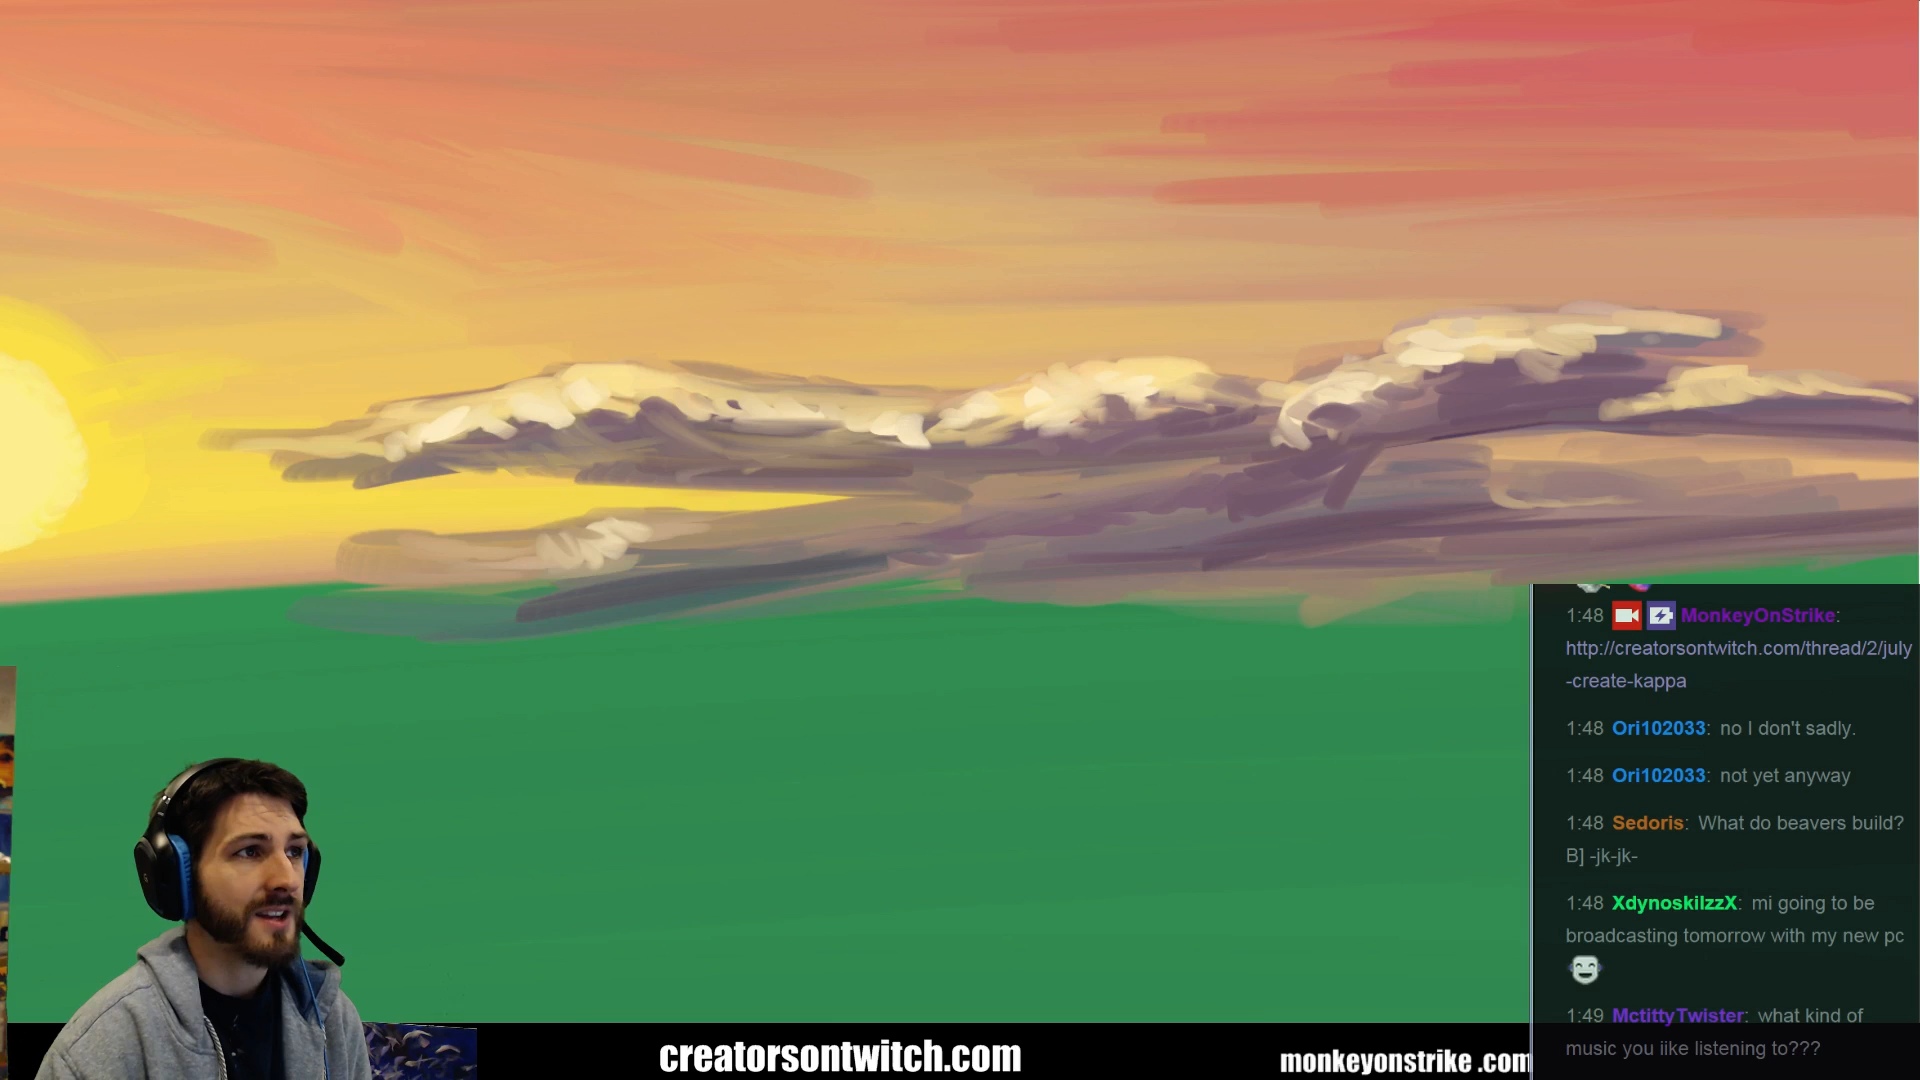 1:48 MonkeyOnStrike:
http://creatorsontwitch.com/thread/2/july
-create-kappa
1:48 Ori102033: no I don't sadly.
1:48 Ori102033: not yet anyway
1:48 Sedoris: What do beavers build?
B] -jk-jk-
1:48 XdynoskilzzX: mi going to be
broadcasting tomorrow with my new pc
1:49 MctittyTwister: what kind of
music you iike listening to???
creatorsontwitch.com
monkeyonstrike .com